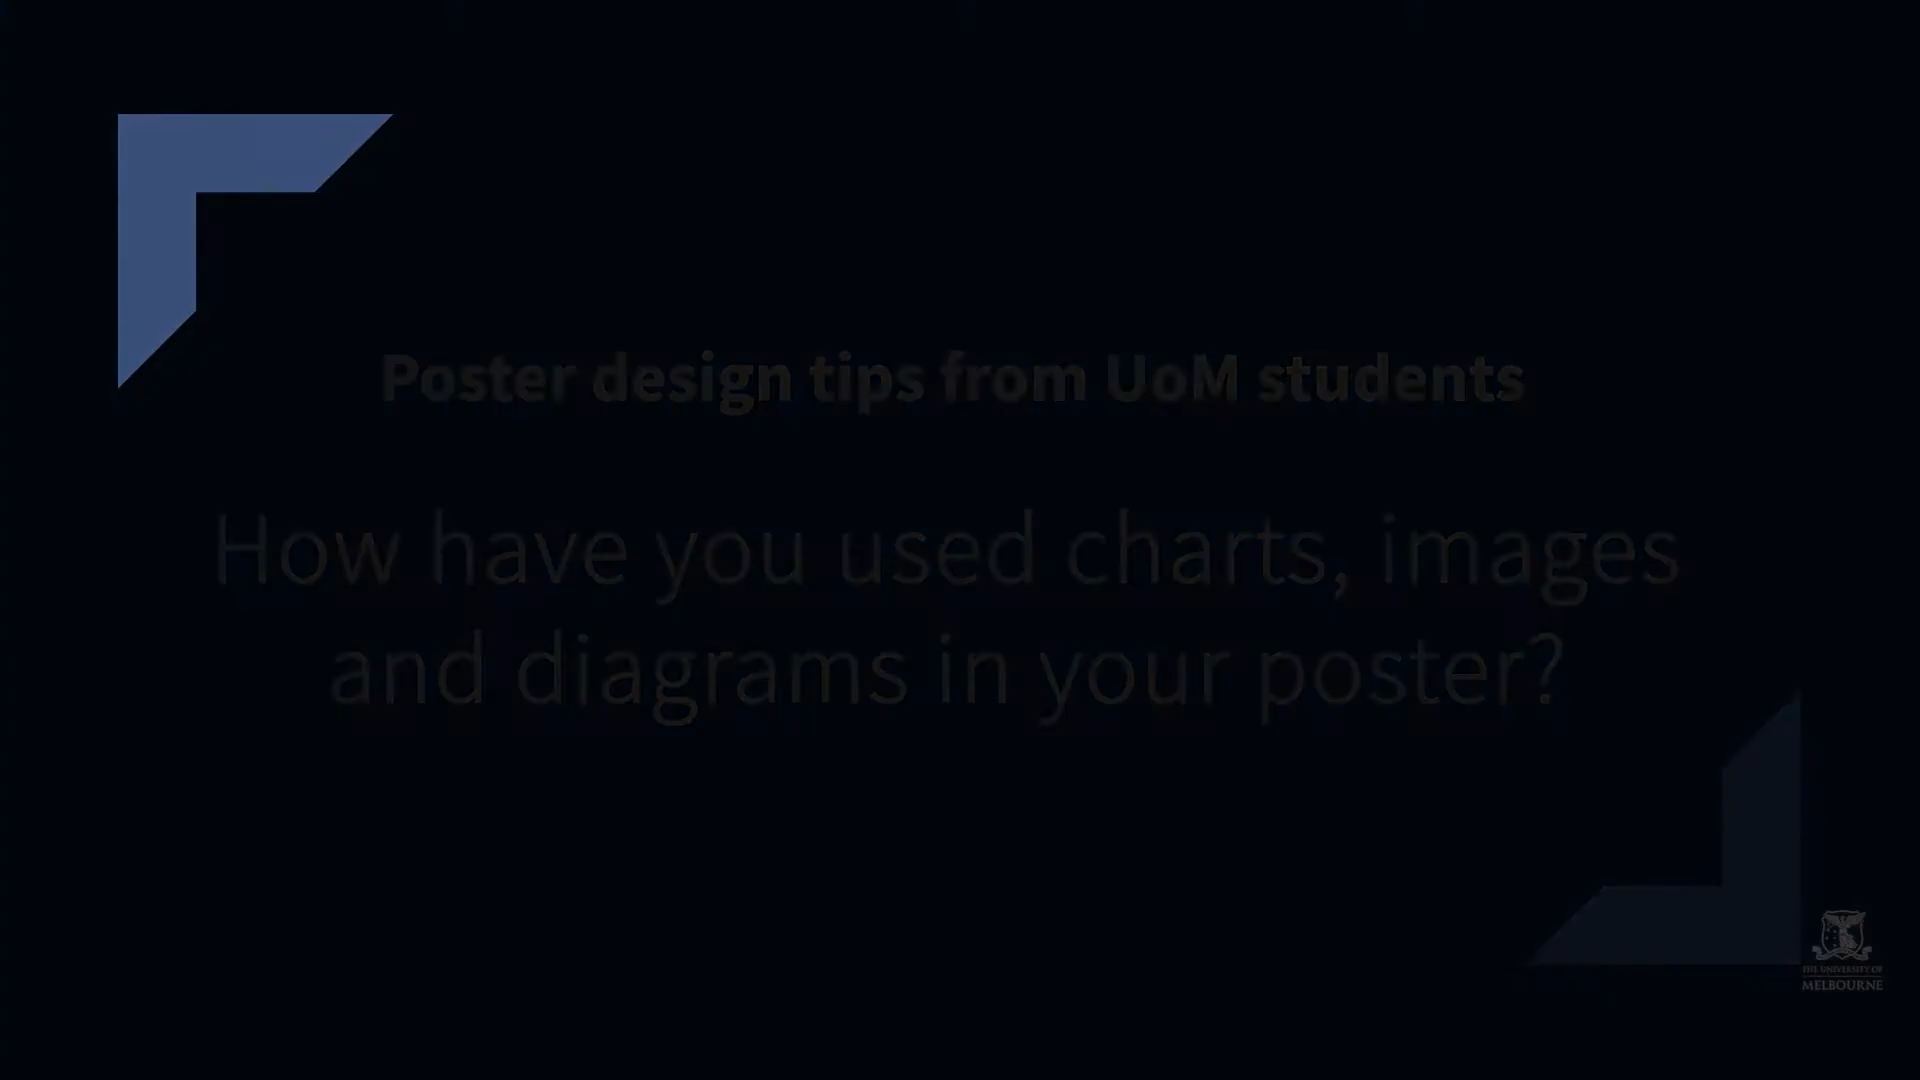 Poster design tips from UoM students
How have you used charts, images
and diagrams in your poster?
THE UNIVERSITY OF
MELBOURNE